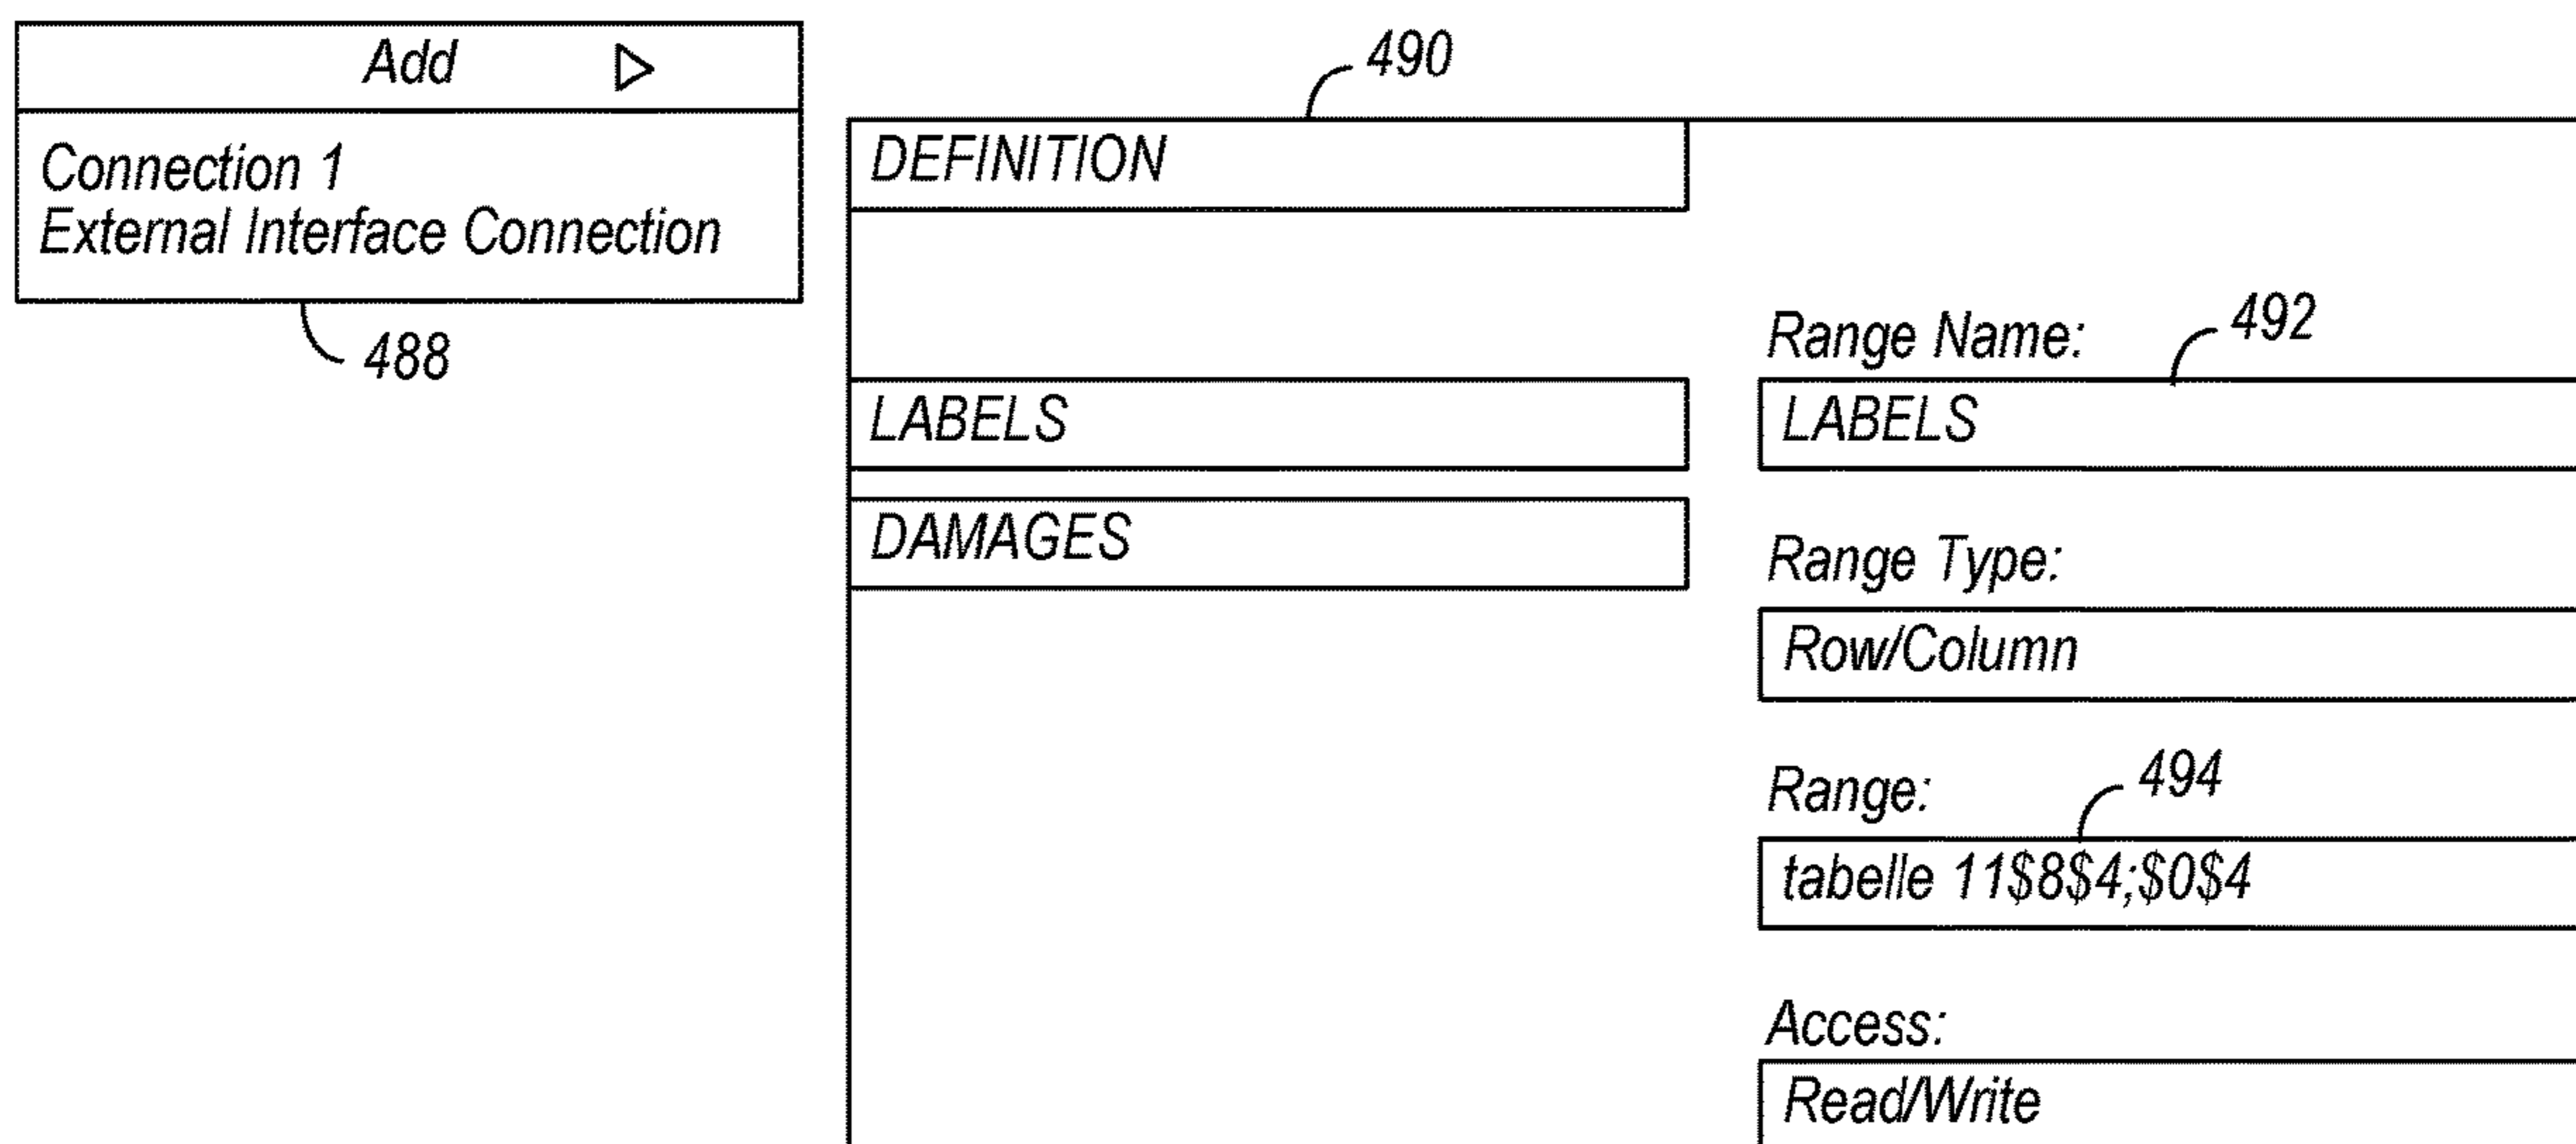 Add
Connection 1
External Interface Connection
488
490
DEFINITION
LABELS
DAMAGES
Range Name:
492
LABELS
Range Type:
Row/Column
Range:
494
tabelle 11$8$4;$0$4
Access:
Read/Write